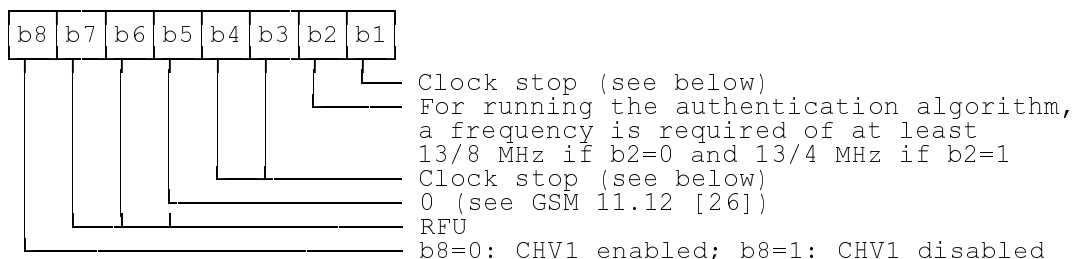 b8 b7 b6 b5 b4 b3 b2 b1
Clock stop (see below)
For running the authentication algorithm,
a frequency is required of at least
13/8 MHz if b2=0 and 13/4 MHz if b2=1
Clock stop (see below)
0 (see GSM 11.12 [26])
RFU
b8=0: CHV1 enabled; b8=1: CHV1 disabled